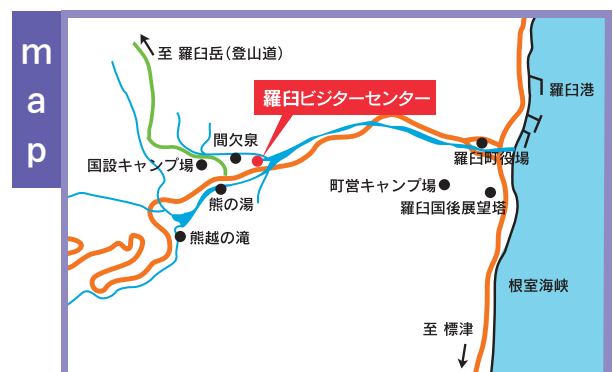 map
至 羅臼岳(登山道)
羅臼ビジターセンター
羅臼港
間欠泉
国設キャンプ場
羅臼町役場
町営キャンプ場
熊の湯
羅臼国後展望塔
熊越の滝
根室海峡
至 標津